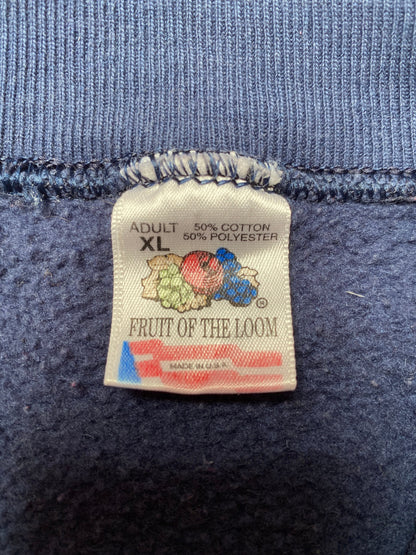 ADULT 50% COTTON
XL 50% POLYESTER
®
FRUIT OF THE LOOM
MADE IN U.S.A.